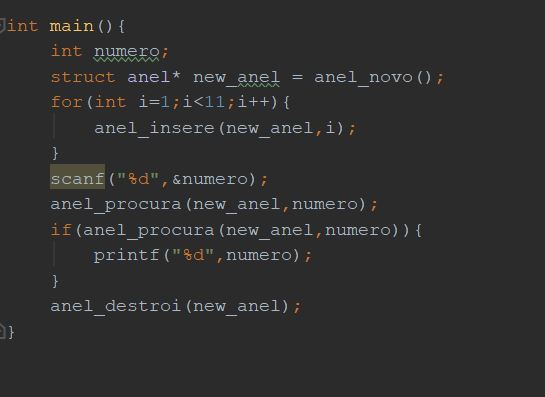 int main(){
int numero;
struct anel* new_anel = anel_novo();
for(int i=1;i<11;i++){
anel_insere(new_anel,i);
}
scanf("%d",&numero);
anel_procura(new_anel,numero);
if(anel_procura(new_anel,numero)){
printf("%d",numero);
}
anel_destroi(new_anel);
}